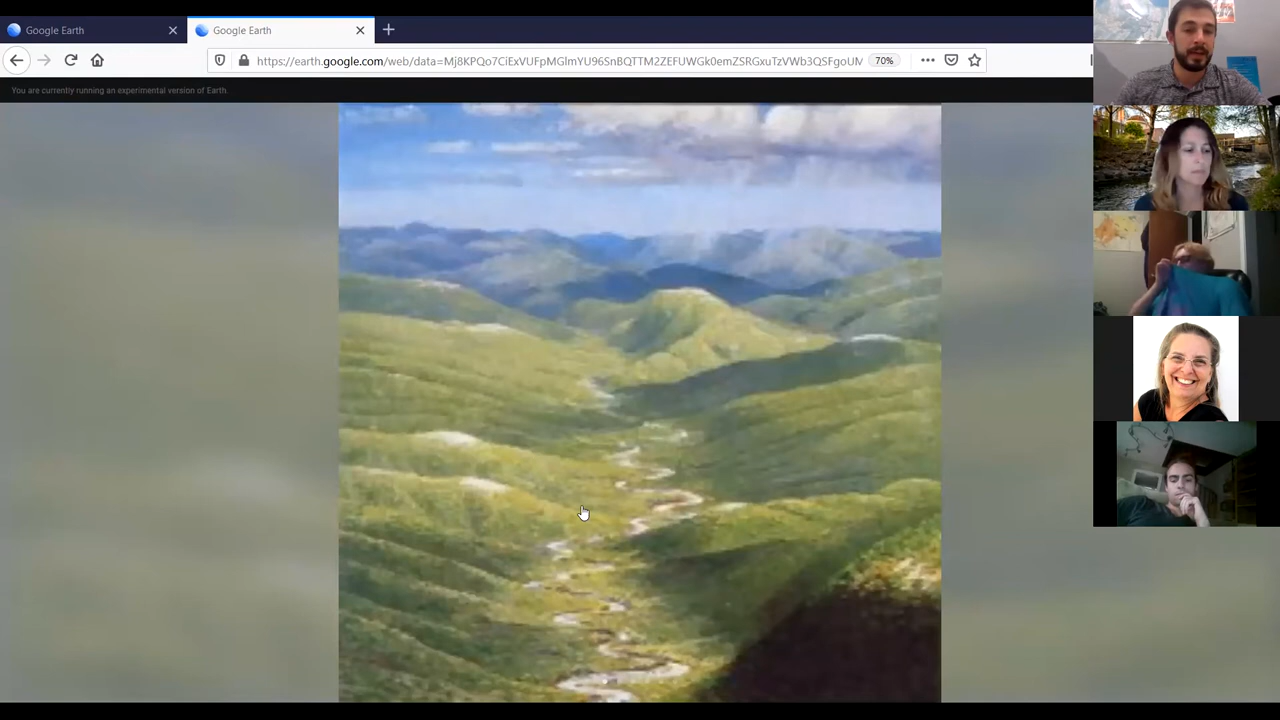 Google Earth
Google Earth
https://earth.google.com/web/data=Mj8KPQo7CiExVUFpMGlmYU96SnBQTTM2ZEFUWGk0emZSRGxuTzVWb3QSFgoUM
70%
You are currently running an experimental version of Earth.